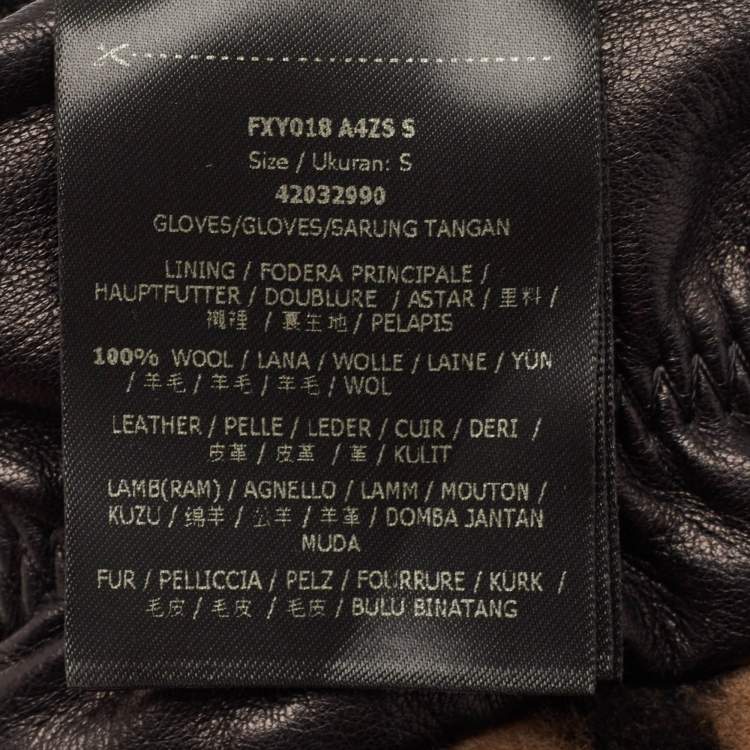 FXY018 A4ZS S
Size / Ukuran: S
42032990
GLOVES/GLOVES/SARUNG TANGAN
LINING / FODERA PRINCIPALE /
HAUPTFUTTER / DOUBLURE / ASTAR / 里料 /
襯裡 / 裏生地 / PELAPIS
100% WOOL / LANA / WOLLE / LAINE / YÜN
/ 羊毛 / 羊毛 / 羊毛 / WOL
LEATHER / PELLE / LEDER / CUIR / DERI /
皮革 / 皮革 / 革 / KULIT
LAMB(RAM) / AGNELLO / LAMM / MOUTON /
KUZU / 绵羊 / 公羊 / 羊革 / DOMBA JANTAN
MUDA
FUR / PELLICCIA / PELZ / FOURRURE / KÜRK /
毛皮 / 毛皮 / 毛皮 / BULU BINATANG